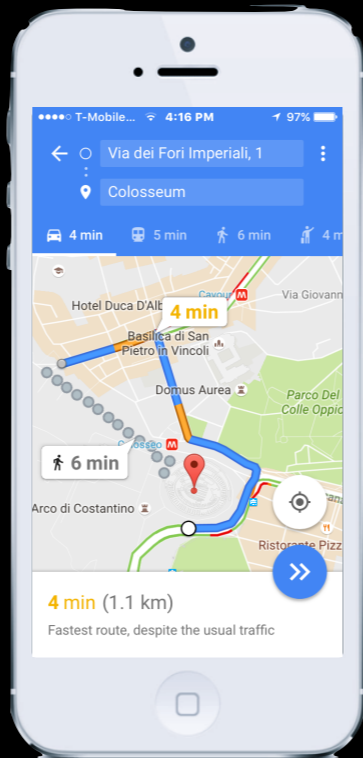 T-Mobile... 4:16 PM 97%
Via dei Fori Imperiali, 1
Colosseum
4 min 5 min 6 min 4 m
Cavour M Via Giovann
Hotel Duca D'Alb
4 min
Basilica di San
Pietro in Vincoli
Domus Aurea
Parco Del
Colle Oppio
Colosseo M
6 min
Arco di Costantino
Ristorante Pizz
4 min (1.1 km)
Fastest route, despite the usual traffic